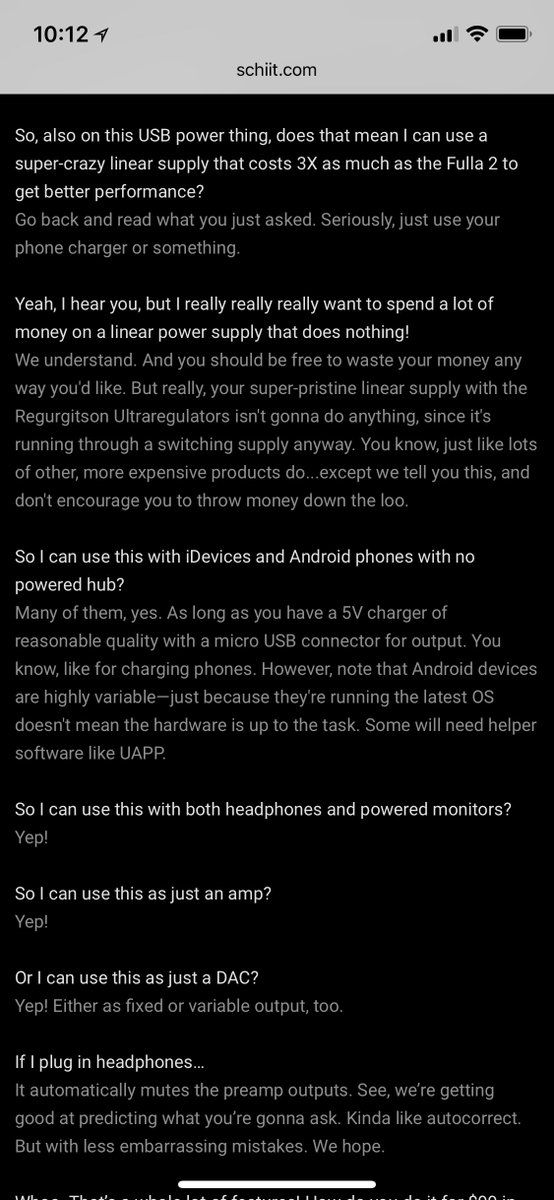 10:12
schiit.com
So, also on this USB power thing, does that mean I can use a
super-crazy linear supply that costs 3X as much as the Fulla 2 to
get better performance?
Go back and read what you just asked. Seriously, just use your
phone charger or something.
Yeah, I hear you, but I really really really want to spend a lot of
money on a linear power supply that does nothing!
We understand. And you should be free to waste your money any
way you'd like. But really, your super-pristine linear supply with the
Regurgitson Ultraregulators isn't gonna do anything, since it's
running through a switching supply anyway. You know, just like lots
of other, more expensive products do...except we tell you this, and
don't encourage you to throw money down the loo.
So I can use this with iDevices and Android phones with no
powered hub?
Many of them, yes. As long as you have a 5V charger of
reasonable quality with a micro USB connector for output. You
know, like for charging phones. However, note that Android devices
are highly variable—just because they're running the latest OS
doesn't mean the hardware is up to the task. Some will need helper
software like UAPP.
So I can use this with both headphones and powered monitors?
Yep!
So I can use this as just an amp?
Yep!
Or I can use this as just a DAC?
Yep! Either as fixed or variable output, too.
If I plug in headphones…
It automatically mutes the preamp outputs. See, we’re getting
good at predicting what you’re gonna ask. Kinda like autocorrect.
But with less embarrassing mistakes. We hope.
Whoa. That’s a whole lot of features! How do you do it for $99 in